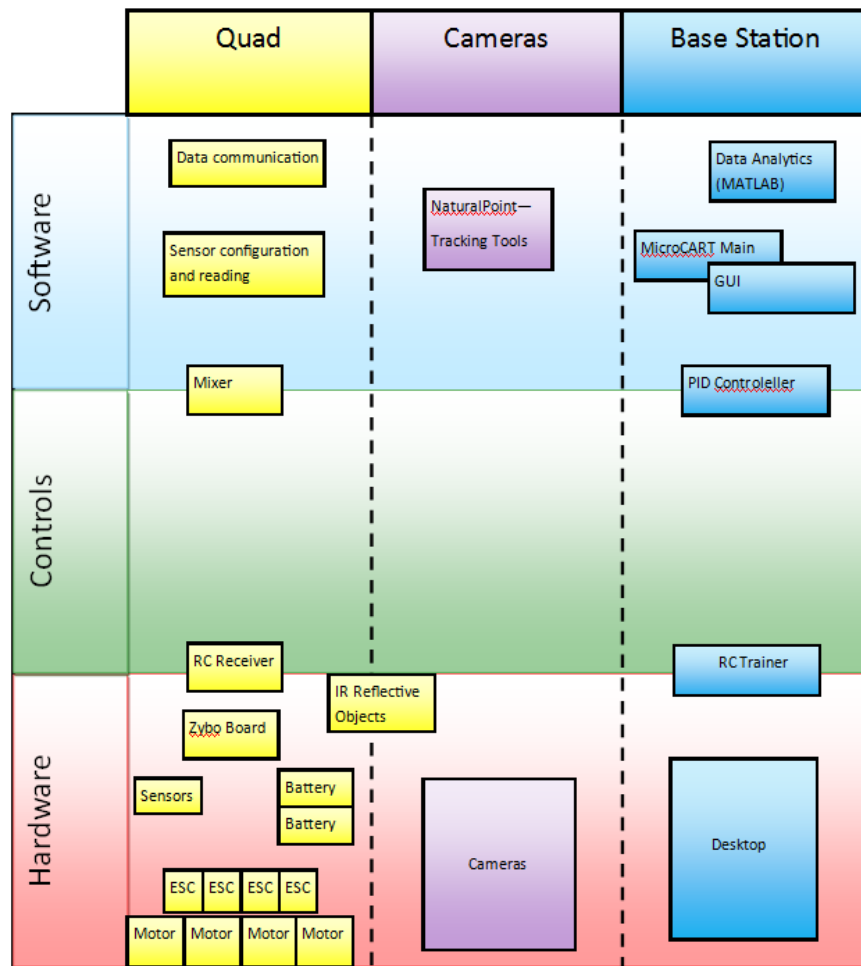 Quad
Cameras
Base Station
Software
Data communication
Data Analytics
(MATLAB)
NaturalPoint—
Tracking Tools
Sensor configuration
and reading
MicroCART Main
GUI
Mixer
PID Controleller
Controls
RC Receiver
RC Trainer
IR Reflective
Objects
Hardware
Zybo Board
Sensors
Battery
Battery
Cameras
Desktop
ESC ESC ESC ESC
Motor Motor Motor Motor